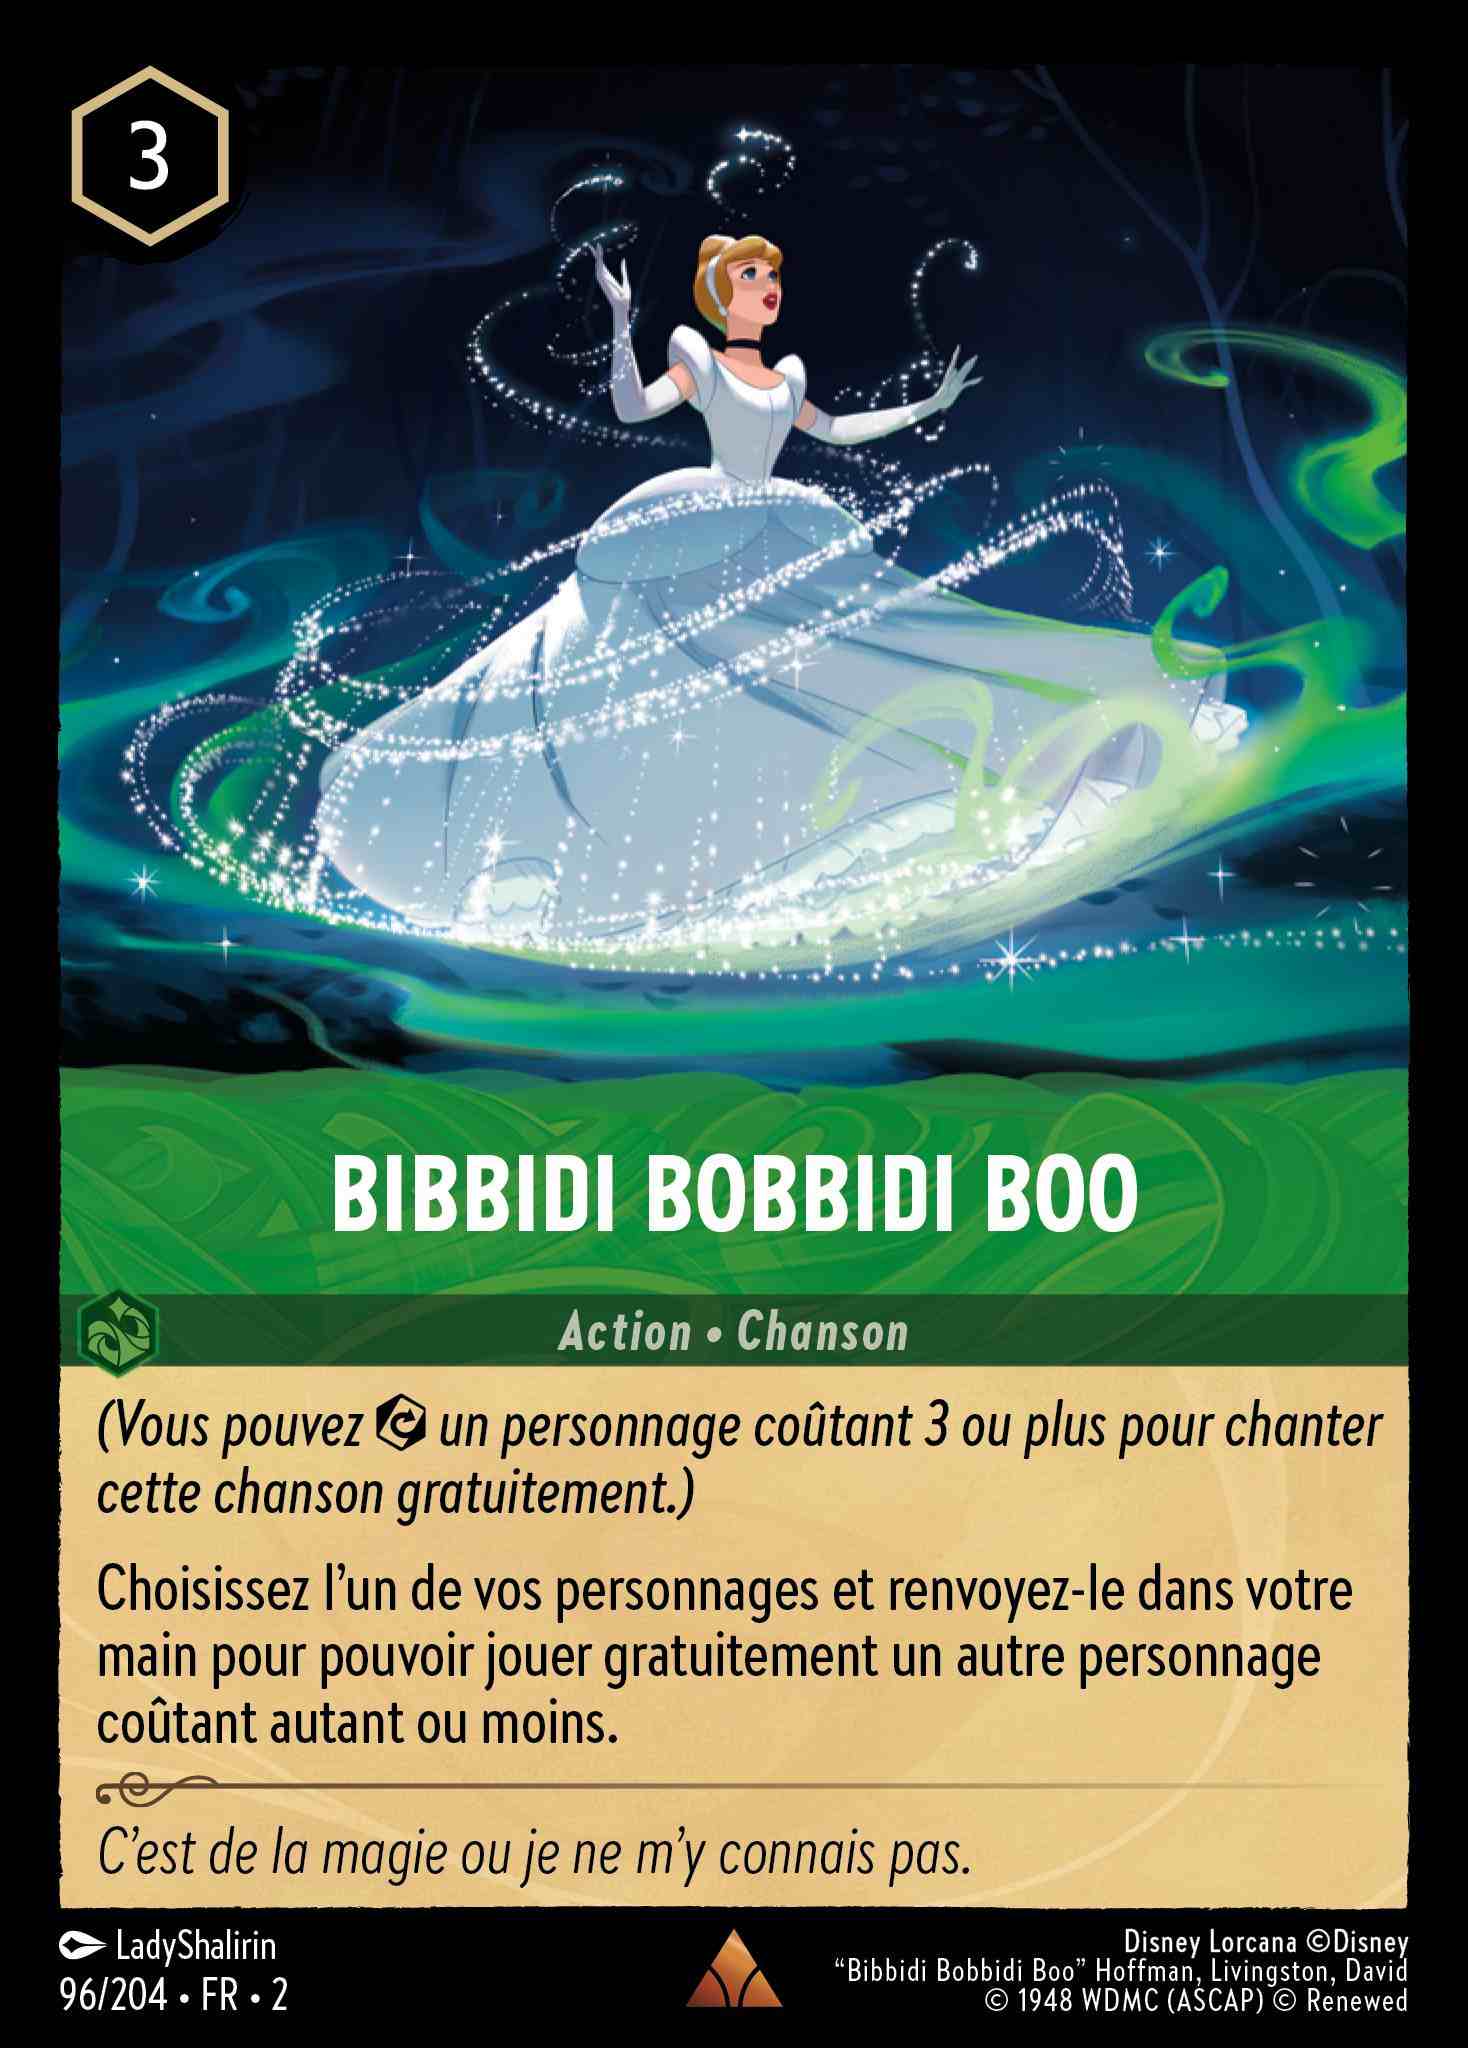 3
BIBBIDI BOBBIDI BOO
Action • Chanson
(Vous pouvez un personnage coûtant 3 ou plus pour chanter
cette chanson gratuitement.)
Choisissez l’un de vos personnages et renvoyez-le dans votre
main pour pouvoir jouer gratuitement un autre personnage
coûtant autant ou moins.
C’est de la magie ou je ne m’y connais pas.
LadyShalirin
96/204 • FR • 2
Disney Lorcana ©Disney
“Bibbidi Bobbidi Boo” Hoffman, Livingston, David
© 1948 WDMC (ASCAP) © Renewed